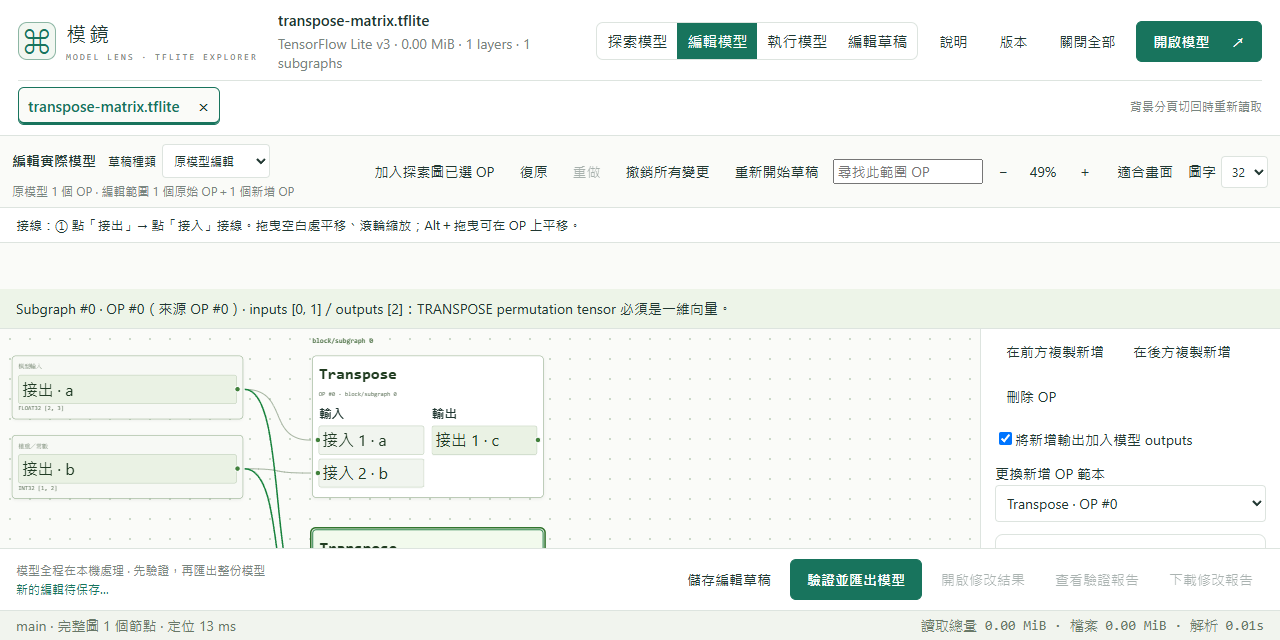 模鏡
MODEL LENS · TFLITE EXPLORER
transpose-matrix.tflite
TensorFlow Lite v3 · 0.00 MiB · 1 layers · 1
subgraphs
探索模型 編輯模型 執行模型 編輯草稿 說明 版本 關閉全部 開啟模型 ↗
transpose-matrix.tflite ×
背景分頁切回時重新讀取
編輯實際模型 草稿種類 原模型編輯
原模型 1 個 OP · 編輯範圍 1 個原始 OP + 1 個新增 OP
加入探索圖已選 OP 復原 重做 撤銷所有變更 重新開始草稿 尋找此範圍 OP − 49% + 適合畫面 圖字 32
接線：① 點「接出」→ 點「接入」接線。拖曳空白處平移、滾輪縮放；Alt + 拖曳可在 OP 上平移。
Subgraph #0 · OP #0（來源 OP #0）· inputs [0, 1] / outputs [2]：TRANSPOSE permutation tensor 必須是一維向量。
模型輸入
接出 · a
FLOAT32 [2, 3]
接出 · b
INT32 [1, 2]
block/subgraph 0
Transpose
OP #0 · block/subgraph 0
輸入 輸出
接入 1 · a 接出 1 · c
接入 2 · b
Transpose
在前方複製新增 在後方複製新增
刪除 OP
將新增輸出加入模型 outputs
更換新增 OP 範本
Transpose · OP #0
模型全程在本機處理 · 先驗證，再匯出整份模型
新的編輯待保存…
儲存編輯草稿 驗證並匯出模型 開啟修改結果 查看驗證報告 下載修改報告
main · 完整圖 1 個節點 · 定位 13 ms
讀取總量 0.00 MiB · 檔案 0.00 MiB · 解析 0.01s